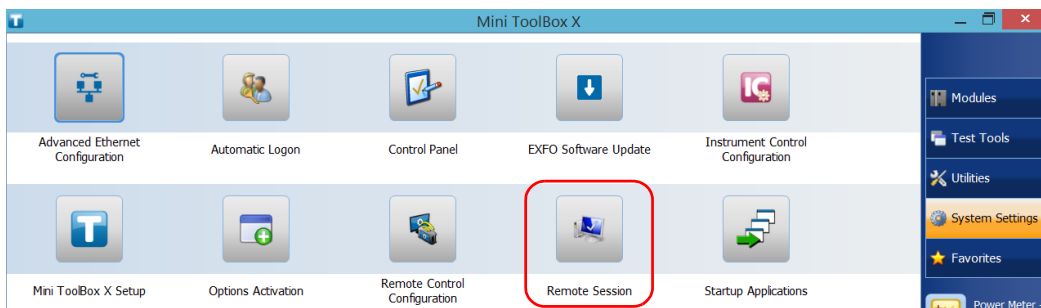 Mini ToolBox X
Modules
Test Tools
Utilities
System Settings
Favorites
Power Meter -
Advanced Ethernet
Configuration
Automatic Logon
Control Panel
EXFO Software Update
Instrument Control
Configuration
Mini ToolBox X Setup
Options Activation
Remote Control
Configuration
Remote Session
Startup Applications
T
IC
T